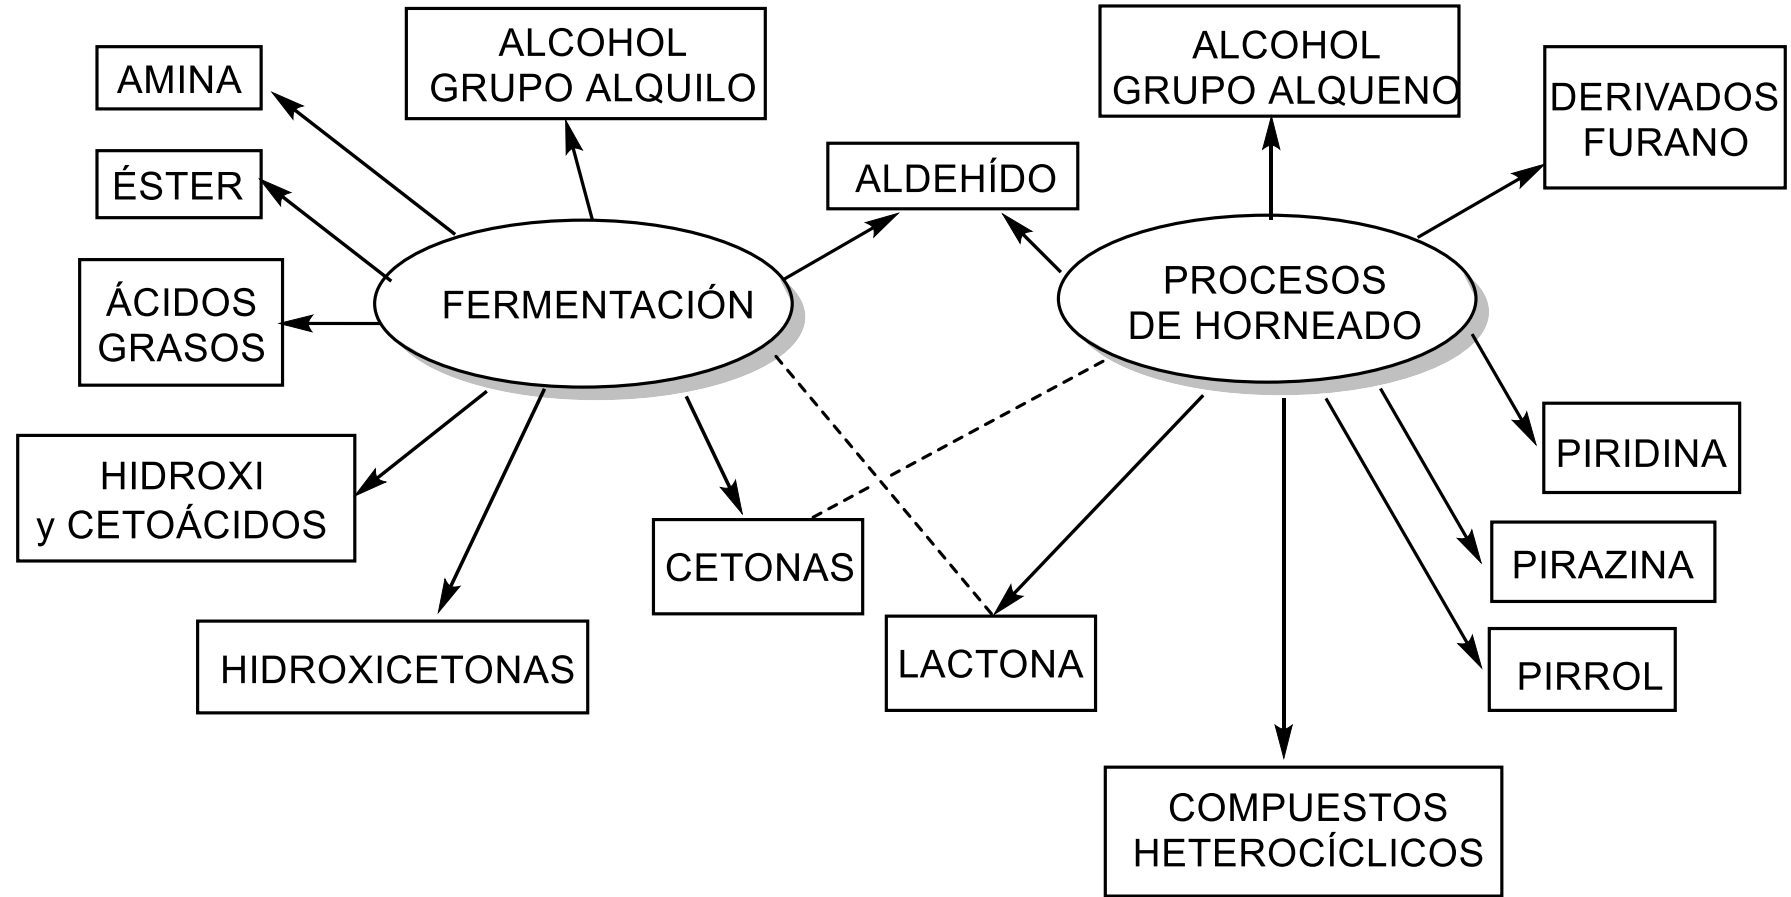 ALCOHOL
GRUPO ALQUILO
ALCOHOL
GRUPO ALQUENO
AMINA
DERIVADOS
FURANO
ÉSTER
ALDEHÍDO
ÁCIDOS
GRASOS
FERMENTACIÓN
PROCESOS
DE HORNEADO
HIDROXI
y CETOÁCIDOS
PIRIDINA
CETONAS
PIRAZINA
HIDROXICETONAS
LACTONA
PIRROL
COMPUESTOS
HETEROCÍCLICOS